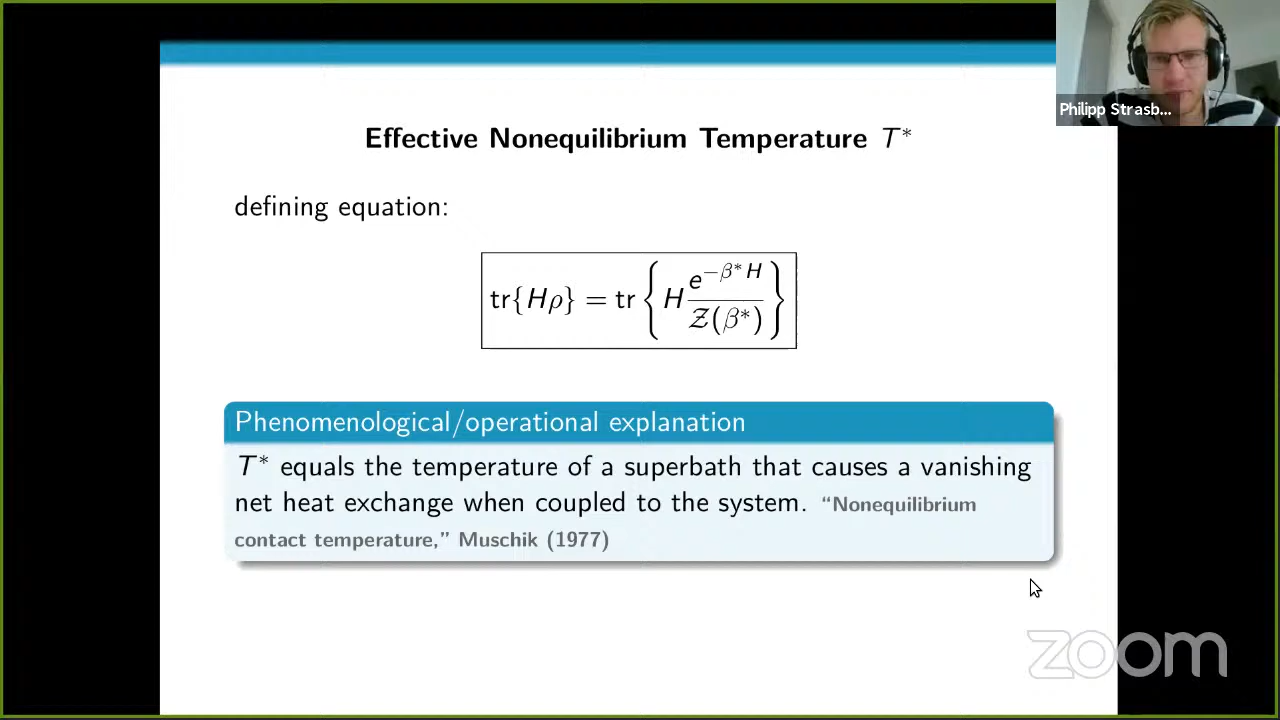 Philipp Strasb...
Effective Nonequilibrium Temperature T*
defining equation:
tr{Hρ} = tr { H e^{−β*H} / Z(β*) }
Phenomenological/operational explanation
T* equals the temperature of a superbath that causes a vanishing
net heat exchange when coupled to the system. “Nonequilibrium
contact temperature,” Muschik (1977)
zoom